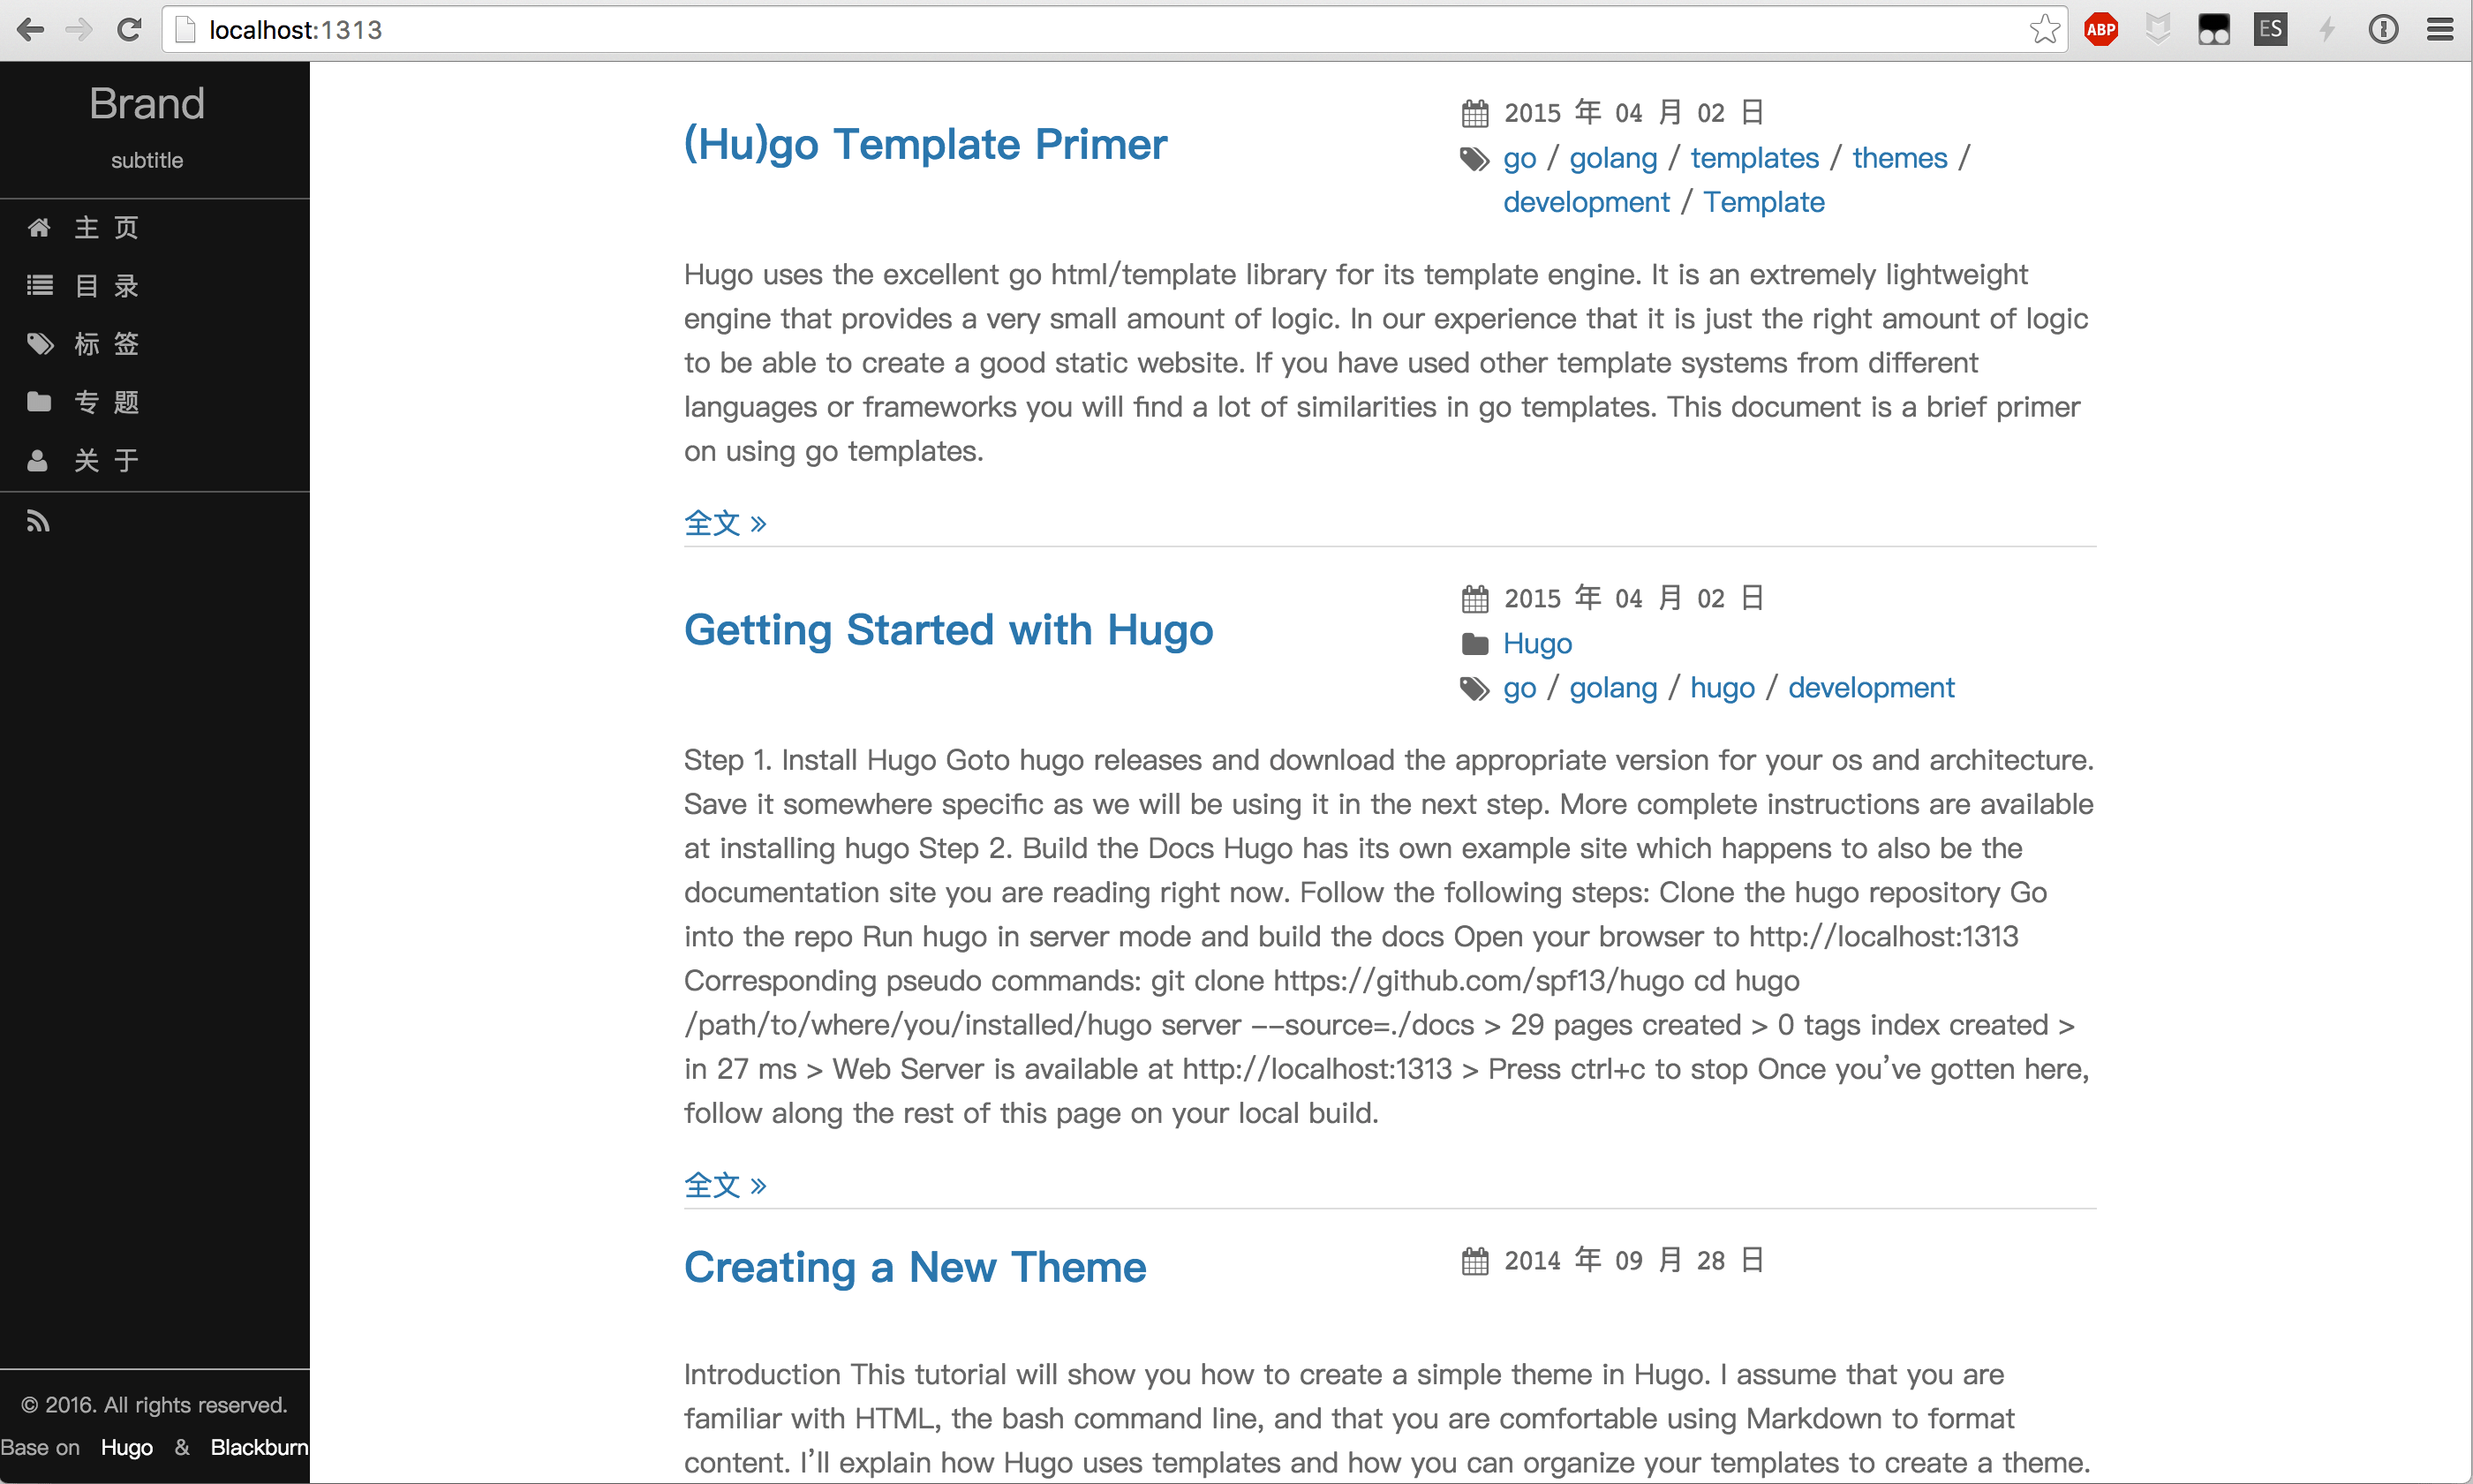 localhost:1313
ABP
ES
Brand
subtitle
主 页
目 录
标 签
专 题
关 于
(Hu)go Template Primer
2015 年 04 月 02 日
go / golang / templates / themes /
development / Template
Hugo uses the excellent go html/template library for its template engine. It is an extremely lightweight
engine that provides a very small amount of logic. In our experience that it is just the right amount of logic
to be able to create a good static website. If you have used other template systems from different
languages or frameworks you will find a lot of similarities in go templates. This document is a brief primer
on using go templates.
全文 »
Getting Started with Hugo
2015 年 04 月 02 日
Hugo
go / golang / hugo / development
Step 1. Install Hugo Goto hugo releases and download the appropriate version for your os and architecture.
Save it somewhere specific as we will be using it in the next step. More complete instructions are available
at installing hugo Step 2. Build the Docs Hugo has its own example site which happens to also be the
documentation site you are reading right now. Follow the following steps: Clone the hugo repository Go
into the repo Run hugo in server mode and build the docs Open your browser to http://localhost:1313
Corresponding pseudo commands: git clone https://github.com/spf13/hugo cd hugo
/path/to/where/you/installed/hugo server --source=./docs > 29 pages created > 0 tags index created >
in 27 ms > Web Server is available at http://localhost:1313 > Press ctrl+c to stop Once you’ve gotten here,
follow along the rest of this page on your local build.
全文 »
Creating a New Theme
2014 年 09 月 28 日
Introduction This tutorial will show you how to create a simple theme in Hugo. I assume that you are
familiar with HTML, the bash command line, and that you are comfortable using Markdown to format
content. I’ll explain how Hugo uses templates and how you can organize your templates to create a theme.
© 2016. All rights reserved.
Base on Hugo & Blackburn